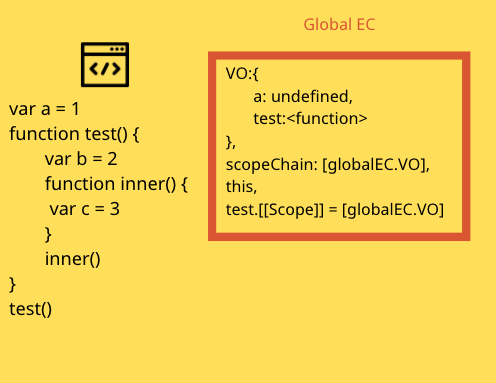 Global EC
</>
var a = 1
function test() {
var b = 2
function inner() {
var c = 3
}
inner()
}
test()
VO:{
a: undefined,
test:<function>
},
scopeChain: [globalEC.VO],
this,
test.[[Scope]] = [globalEC.VO]